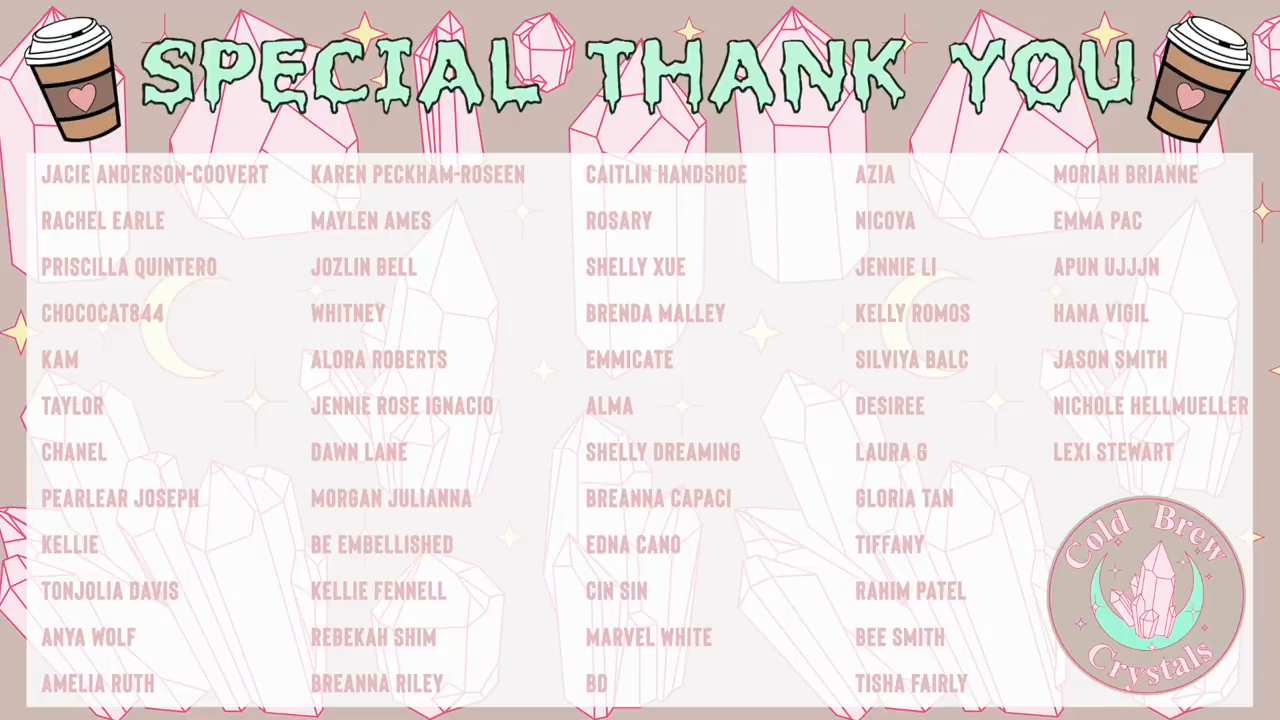 SPECIAL THANK YOU
JACIE ANDERSON-COOVERT
RACHEL EARLE
PRISCILLA QUINTERO
CHOCOCAT844
KAM
TAYLOR
CHANEL
PEARLEAR JOSEPH
KELLIE
TONJOLIA DAVIS
ANYA WOLF
AMELIA RUTH
KAREN PECKHAM-ROSEEN
MAYLEN AMES
JOZLIN BELL
WHITNEY
ALORA ROBERTS
JENNIE ROSE IGNACIO
DAWN LANE
MORGAN JULIANNA
BE EMBELLISHED
KELLIE FENNELL
REBEKAH SHIM
BREANNA RILEY
CAITLIN HANDSHOE
ROSARY
SHELLY XUE
BRENDA MALLEY
EMMICATE
ALMA
SHELLY DREAMING
BREANNA CAPACI
EDNA CANO
CIN SIN
MARVEL WHITE
BD
AZIA
NICOYA
JENNIE LI
KELLY ROMOS
SILVIYA BALC
DESIREE
LAURA G
GLORIA TAN
TIFFANY
RAHIM PATEL
BEE SMITH
TISHA FAIRLY
MORIAH BRIANNE
EMMA PAC
APUN UJJJN
HANA VIGIL
JASON SMITH
NICHOLE HELLMUELLER
LEXI STEWART
Cold Brew
Crystals